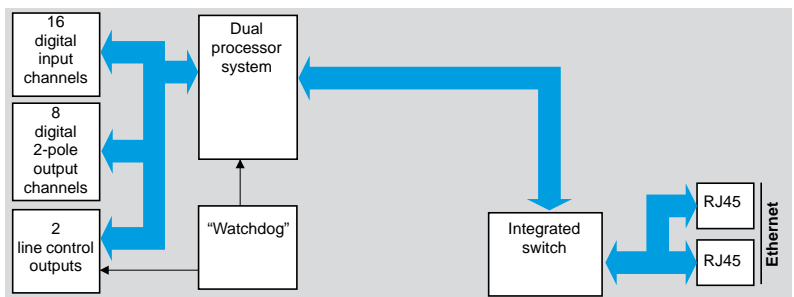 16
digital
input
channels
8
digital
2-pole
output
channels
2
line control
outputs
Dual
processor
system
“Watchdog”
Integrated
switch
RJ45
RJ45
Ethernet